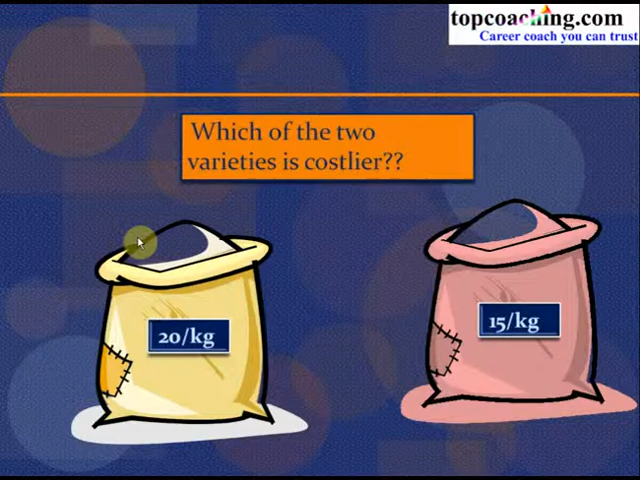 topcoaching.com
Career coach you can trust
Which of the two
varieties is costlier??
20/kg
15/kg